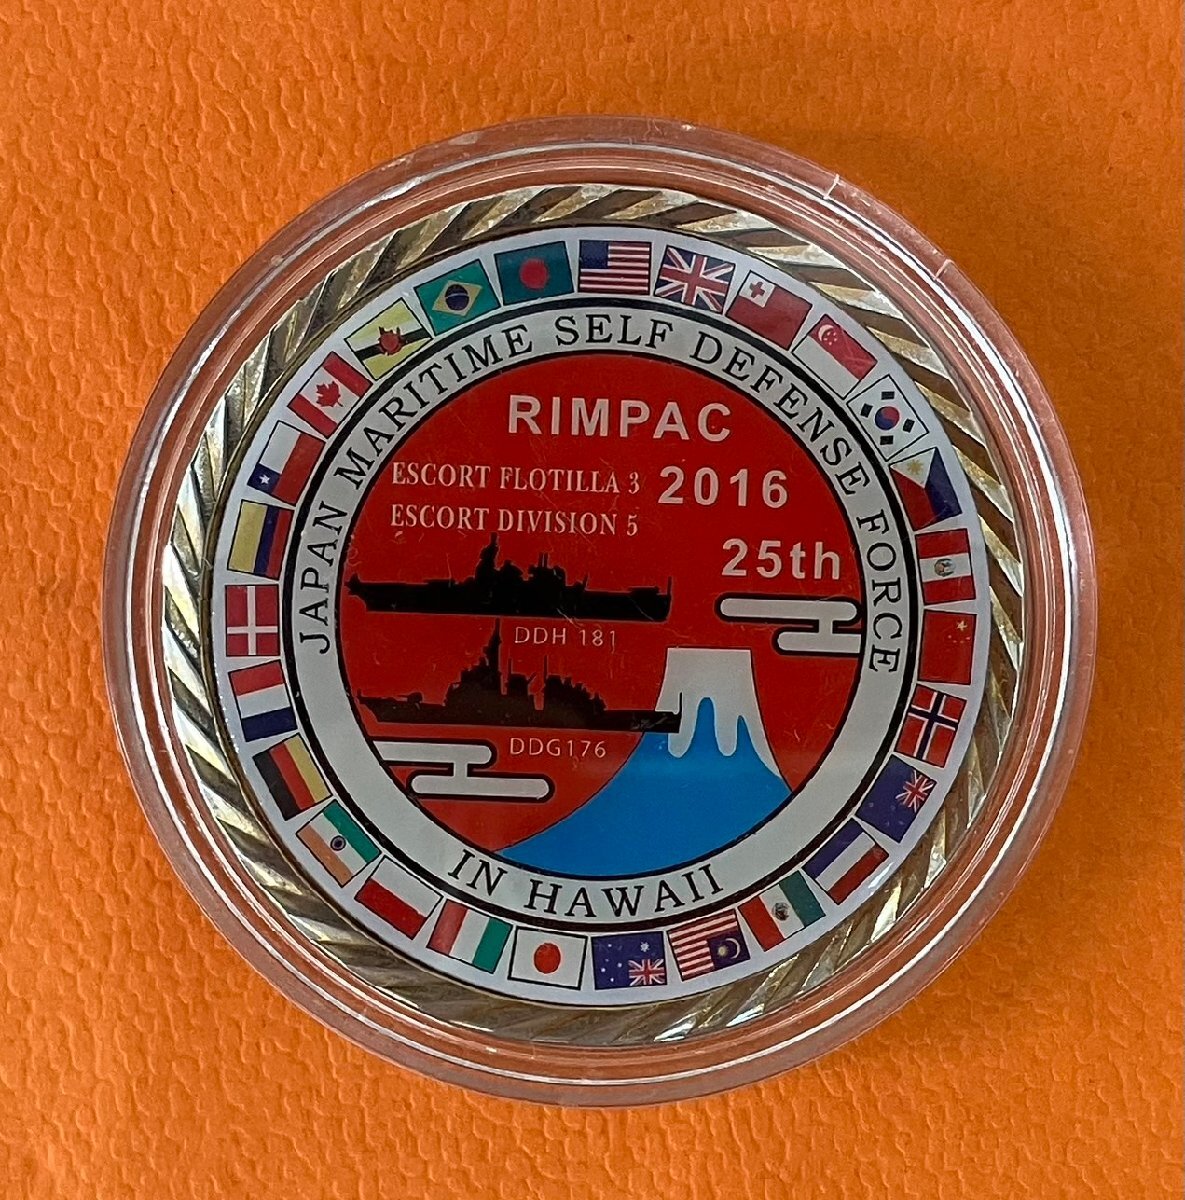 JAPAN MARITIME SELF DEFENSE FORCE
RIMPAC
ESCORT FLOTILLA 3
2016
ESCORT DIVISION 5
25th
DDH 181
DDG176
IN HAWAII